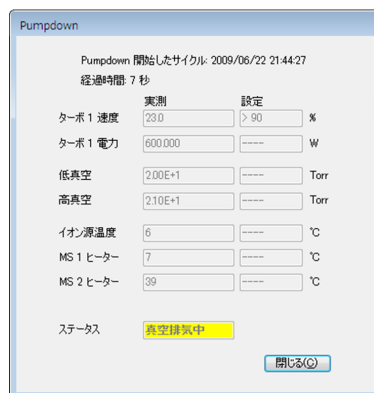 Pumpdown
Pumpdown 開始したサイクル: 2009/06/22 21:44:27
経過時間: 7 秒
実測 設定
ターボ 1 速度 23.0 > 90 %
ターボ 1 電力 600.000 ---- W
低真空 2.00E+1 ---- Torr
高真空 2.10E+1 ---- Torr
イオン源温度 6 ---- ℃
MS 1 ヒーター 7 ---- ℃
MS 2 ヒーター 39 ---- ℃
ステータス 真空排気中
閉じる(C)